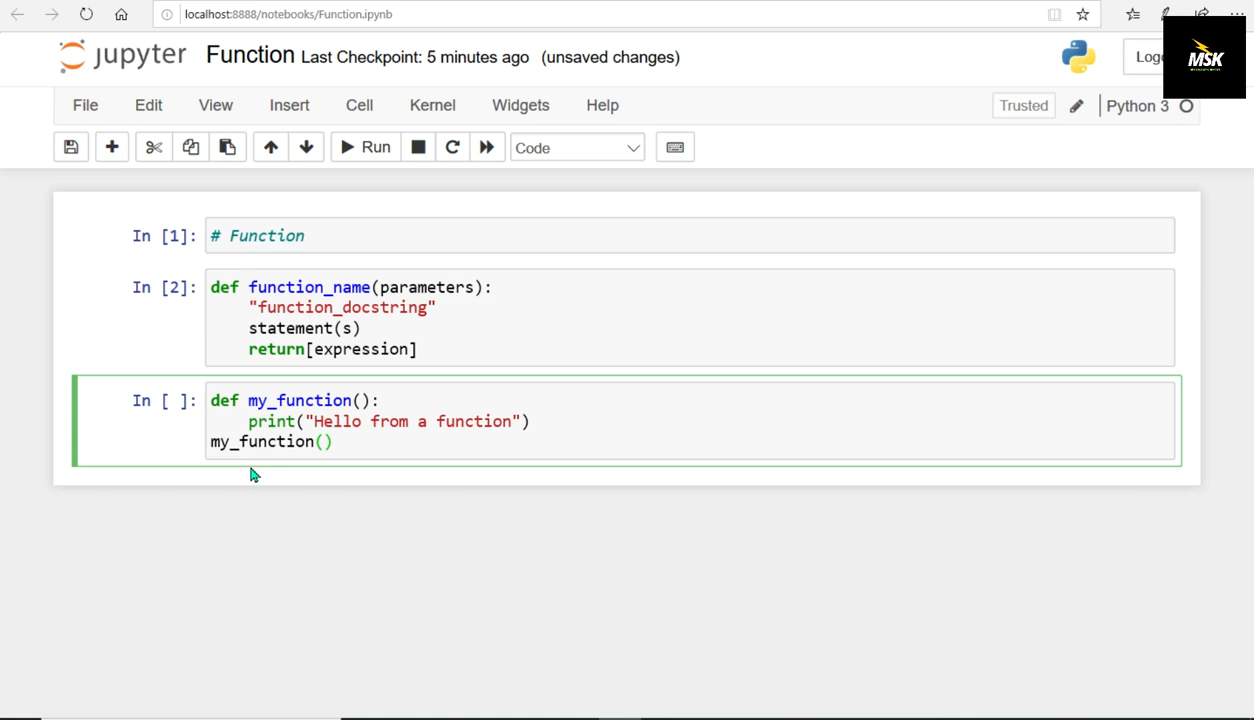 localhost:8888/notebooks/Function.ipynb
jupyter Function Last Checkpoint: 5 minutes ago (unsaved changes)
MSK
File Edit View Insert Cell Kernel Widgets Help Trusted Python 3
Run Code
In [1]: # Function
In [2]: def function_name(parameters):
"function_docstring"
statement(s)
return[expression]
In [ ]: def my_function():
print("Hello from a function")
my_function()